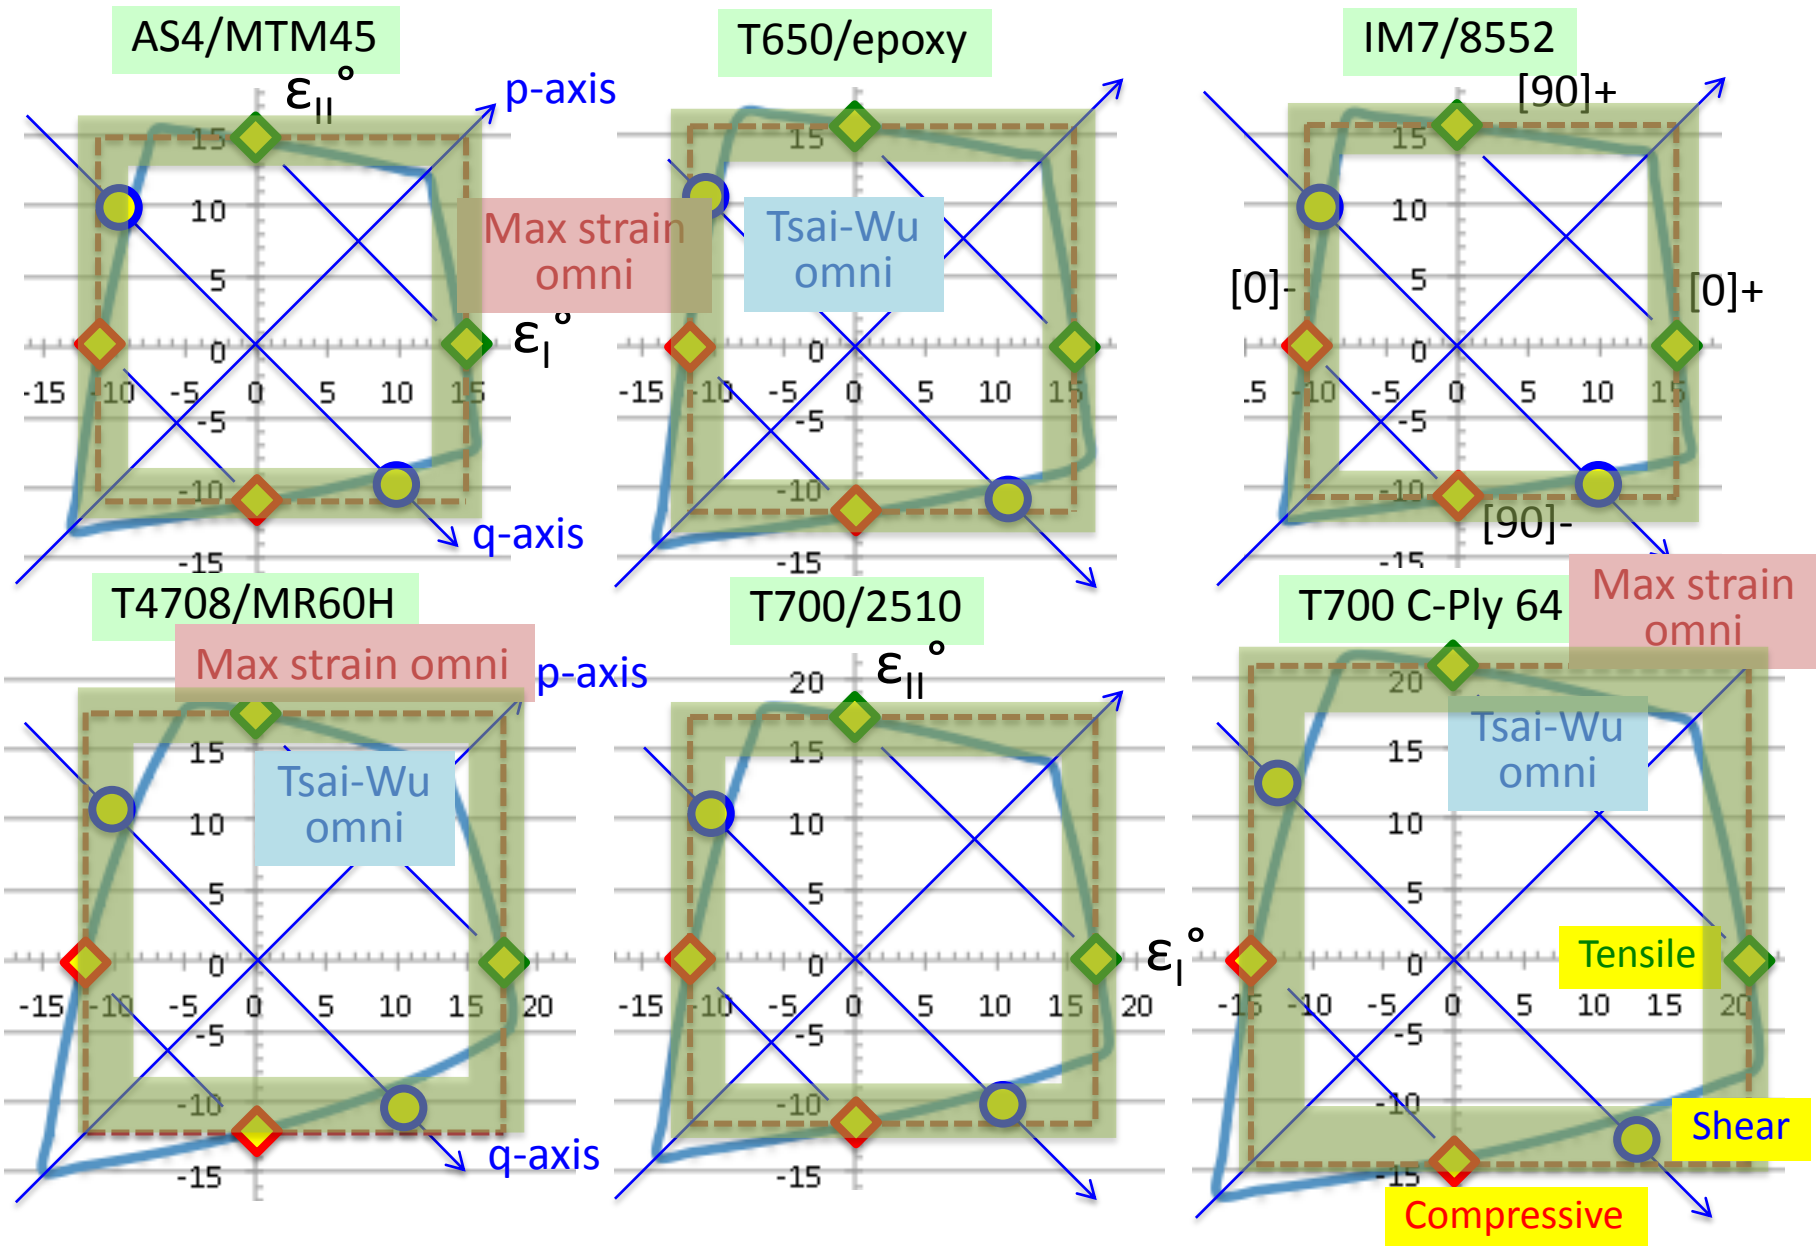 AS4/MTM45
T650/epoxy
IM7/8552
ε°II
p-axis
[90]+
15
15
15
10
10
Max strain
omni
Tsai-Wu
omni
5
5
[0]-
[0]+
ε°I
0
0
0
-15 -10 -5 0 5 10 15
-15 -10 -5 0 5 10 15
.5 -10 -5 0 5 10 15
-5
-5
-5
-10
-10
-10
[90]-
q-axis
-15
-15
T4708/MR60H
T700/2510
T700 C-Ply 64
Max strain
omni
Max strain omni
p-axis
ε°II
20
20
15
15
Tsai-Wu
omni
Tsai-Wu
omni
10
10
10
5
5
5
ε°I
Tensile
0
0
0
-15 -10 -5 0 5 10 15 20
-15 -10 -5 0 5 10 15 20
-15 -10 -5 0 5 10 15 20
-5
-5
-5
-10
-10
-10
Shear
q-axis
-15
-15
-15
Compressive